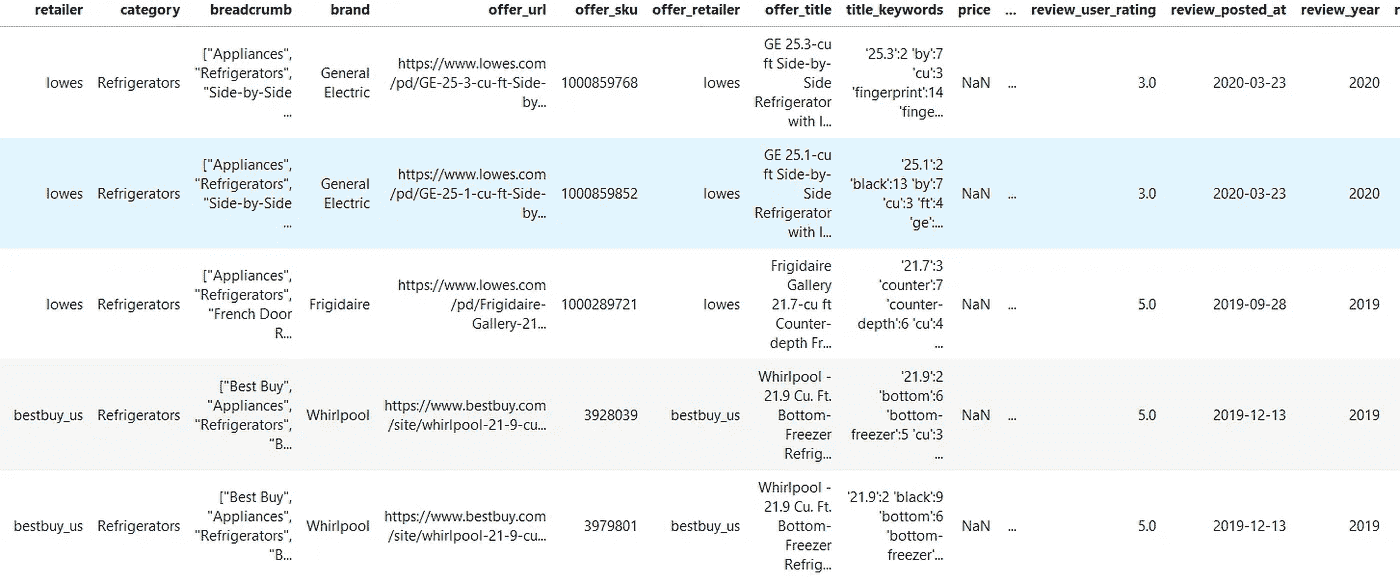 retailer category breadcrumb brand offer_url offer_sku offer_retailer offer_title title_keywords price ... review_user_rating review_posted_at review_year r
lowes Refrigerators ["Appliances", "Refrigerators", "Side-by-Side ... General Electric https://www.lowes.com/pd/GE-25-3-cu-ft-Side-by... 1000859768 lowes GE 25.3-cu ft Side-by-Side Refrigerator with I... '25.3':2 'by':7 'cu':3 'fingerprint':14 'finge... NaN ... 3.0 2020-03-23 2020
lowes Refrigerators ["Appliances", "Refrigerators", "Side-by-Side ... General Electric https://www.lowes.com/pd/GE-25-1-cu-ft-Side-by... 1000859852 lowes GE 25.1-cu ft Side-by-Side Refrigerator with I... '25.1':2 'black':13 'by':7 'cu':3 'ft':4 'ge':... NaN ... 3.0 2020-03-23 2020
lowes Refrigerators ["Appliances", "Refrigerators", "French Door R... Frigidaire https://www.lowes.com/pd/Frigidaire-Gallery-21... 1000289721 lowes Frigidaire Gallery 21.7-cu ft Counter-depth Fr... '21.7':3 'counter':7 'counter-depth':6 'cu':4 ... NaN ... 5.0 2019-09-28 2019
bestbuy_us Refrigerators ["Best Buy", "Appliances", "Refrigerators", "B... Whirlpool https://www.bestbuy.com/site/whirlpool-21-9-cu... 3928039 bestbuy_us Whirlpool - 21.9 Cu. Ft. Bottom-Freezer Refrig... '21.9':2 'bottom':6 'bottom-freezer':5 'cu':3 ... NaN ... 5.0 2019-12-13 2019
bestbuy_us Refrigerators ["Best Buy", "Appliances", "Refrigerators", "B... Whirlpool https://www.bestbuy.com/site/whirlpool-21-9-cu... 3979801 bestbuy_us Whirlpool - 21.9 Cu. Ft. Bottom-Freezer Refrig... '21.9':2 'black':9 'bottom':6 'bottom-freezer'... NaN ... 5.0 2019-12-13 2019